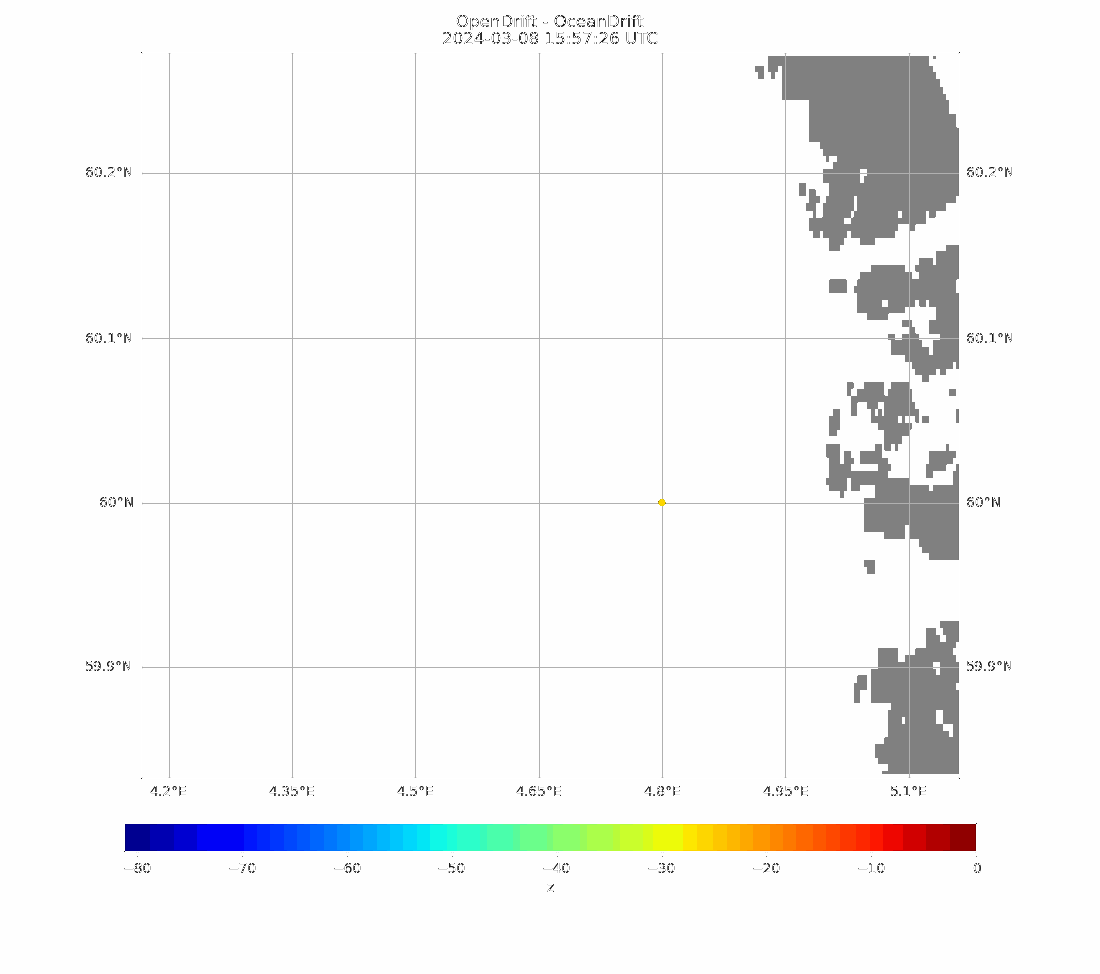 OpenDrift - OceanDrift
2024-03-08 15:57:26 UTC
60.2°N 60.2°N
60.1°N 60.1°N
60°N 60°N
59.9°N 59.9°N
4.2°E 4.35°E 4.5°E 4.65°E 4.8°E 4.95°E 5.1°E
−80 −70 −60 −50 −40 −30 −20 −10 0
z